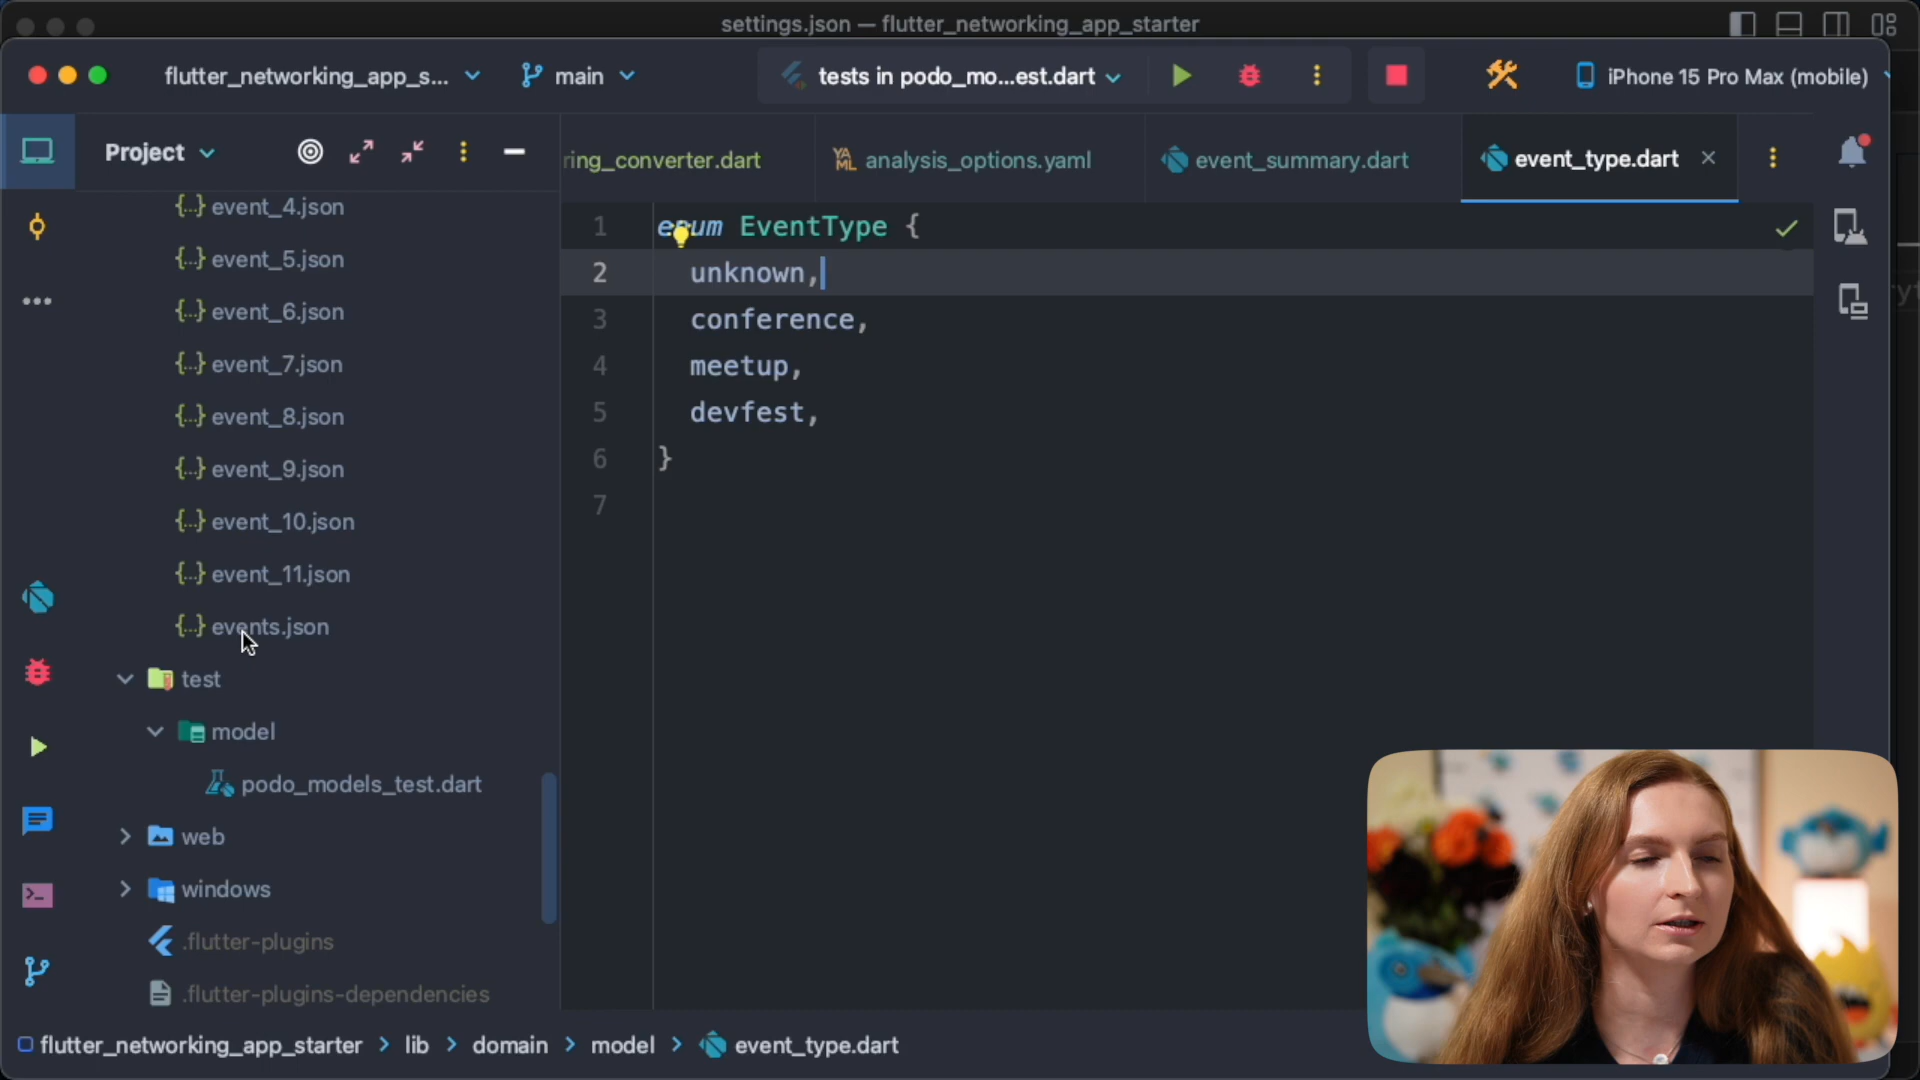 settings.json — flutter_networking_app_starter
flutter_networking_app_s...
main
tests in podo_mo...est.dart
iPhone 15 Pro Max (mobile)
Project
ring_converter.dart
YAML
analysis_options.yaml
event_summary.dart
event_type.dart
event_4.json
event_5.json
event_6.json
event_7.json
event_8.json
event_9.json
event_10.json
event_11.json
events.json
test
model
podo_models_test.dart
web
windows
.flutter-plugins
.flutter-plugins-dependencies
1 enum EventType {
2 unknown,
3 conference,
4 meetup,
5 devfest,
6 }
7
flutter_networking_app_starter > lib > domain > model > event_type.dart